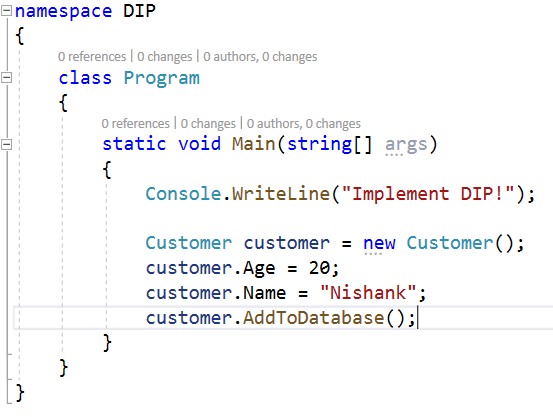 namespace DIP
{
0 references | 0 changes | 0 authors, 0 changes
class Program
{
0 references | 0 changes | 0 authors, 0 changes
static void Main(string[] args)
{
Console.WriteLine("Implement DIP!");
Customer customer = new Customer();
customer.Age = 20;
customer.Name = "Nishank";
customer.AddToDatabase();
}
}
}